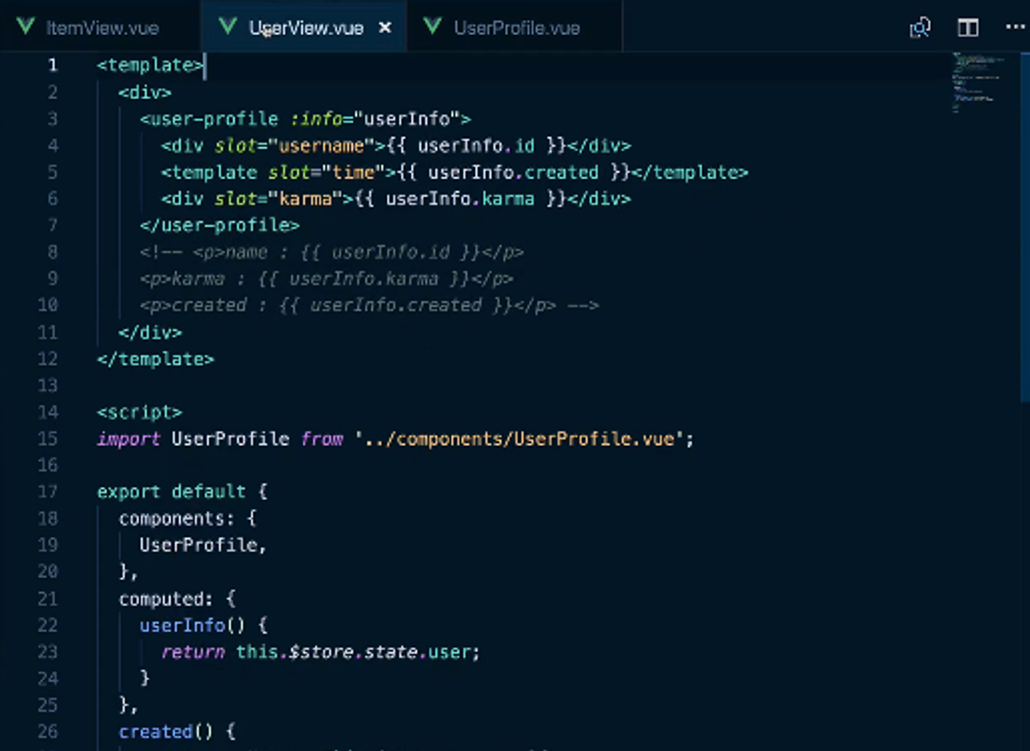 ItemView.vue UserView.vue × UserProfile.vue ...
1 <template>
2 <div>
3 <user-profile :info="userInfo">
4 <div slot="username">{{ userInfo.id }}</div>
5 <template slot="time">{{ userInfo.created }}</template>
6 <div slot="karma">{{ userInfo.karma }}</div>
7 </user-profile>
8 <!-- <p>name : {{ userInfo.id }}</p>
9 <p>karma : {{ userInfo.karma }}</p>
10 <p>created : {{ userInfo.created }}</p> -->
11 </div>
12 </template>
13
14 <script>
15 import UserProfile from '../components/UserProfile.vue';
16
17 export default {
18 components: {
19 UserProfile,
20 },
21 computed: {
22 userInfo() {
23 return this.$store.state.user;
24 }
25 },
26 created() {